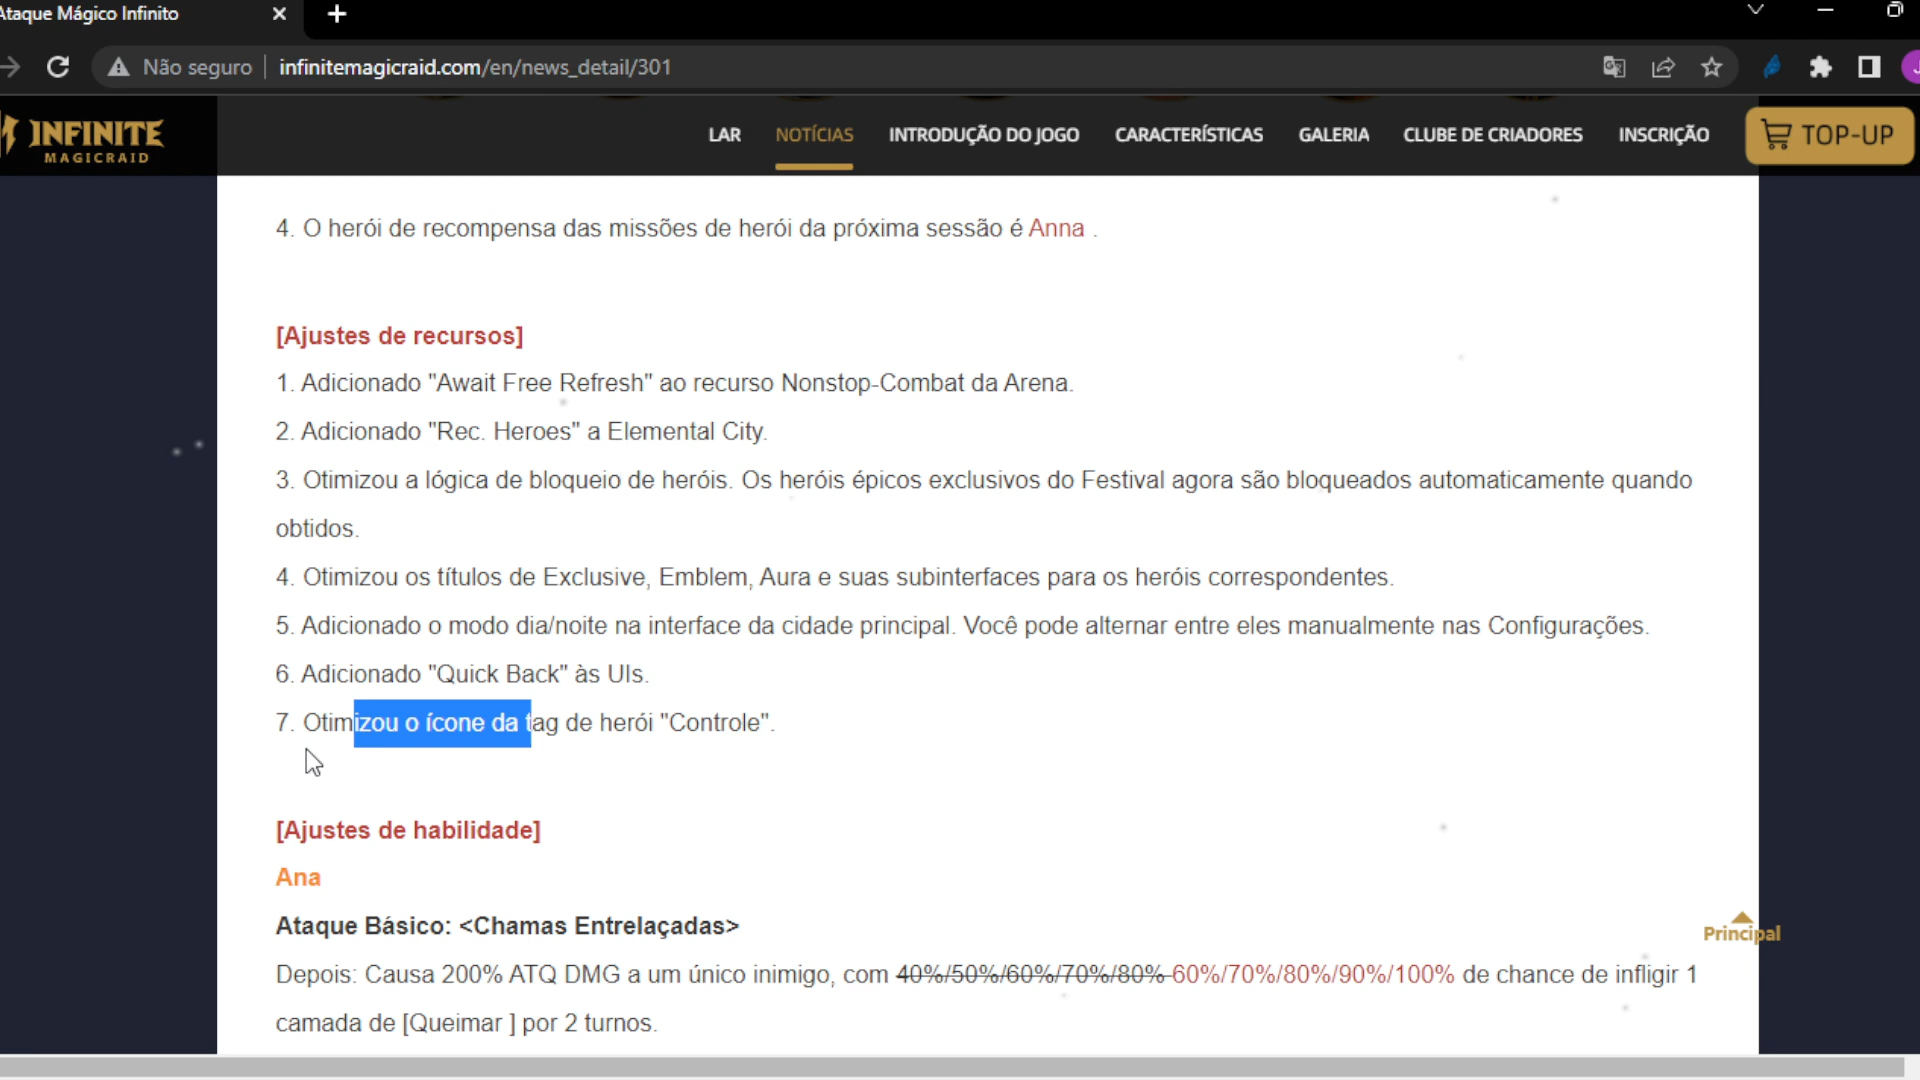 Ataque Mágico Infinito
Não seguro infinitemagicraid.com/en/news_detail/301
INFINITE
MAGICRAID
LAR NOTÍCIAS INTRODUÇÃO DO JOGO CARACTERÍSTICAS GALERIA CLUBE DE CRIADORES INSCRIÇÃO TOP-UP
4. O herói de recompensa das missões de herói da próxima sessão é Anna .
[Ajustes de recursos]
1. Adicionado "Await Free Refresh" ao recurso Nonstop-Combat da Arena.
2. Adicionado "Rec. Heroes" a Elemental City.
3. Otimizou a lógica de bloqueio de heróis. Os heróis épicos exclusivos do Festival agora são bloqueados automaticamente quando
obtidos.
4. Otimizou os títulos de Exclusive, Emblem, Aura e suas subinterfaces para os heróis correspondentes.
5. Adicionado o modo dia/noite na interface da cidade principal. Você pode alternar entre eles manualmente nas Configurações.
6. Adicionado "Quick Back" às UIs.
7. Otimizou o ícone da tag de herói "Controle".
[Ajustes de habilidade]
Ana
Ataque Básico: <Chamas Entrelaçadas>
Principal
Depois: Causa 200% ATQ DMG a um único inimigo, com 40%/50%/60%/70%/80% 60%/70%/80%/90%/100% de chance de infligir 1
camada de [Queimar ] por 2 turnos.